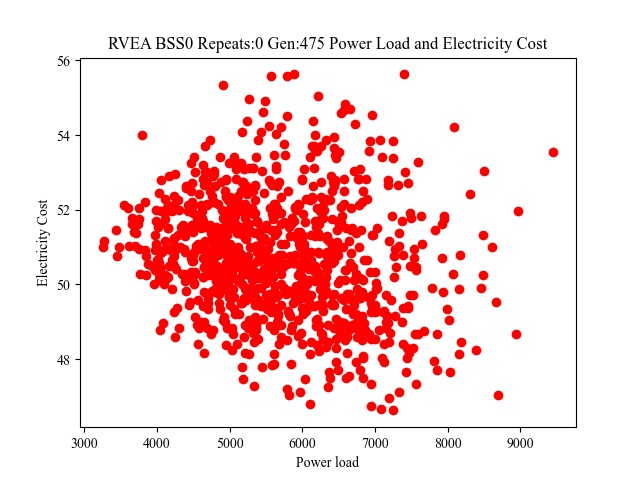 RVEA BSS0 Repeats:0 Gen:475 Power Load and Electricity Cost
56
54
52
50
48
Electricity Cost
3000 4000 5000 6000 7000 8000 9000
Power load